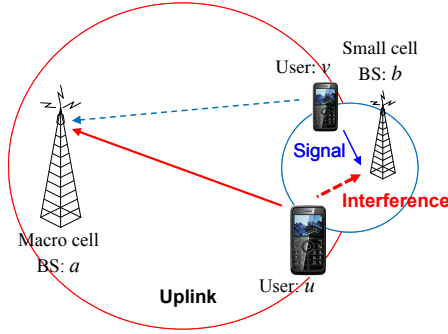 Small cell
BS: b
User: v
Signal
Interference
Macro cell
BS: a
User: u
Uplink